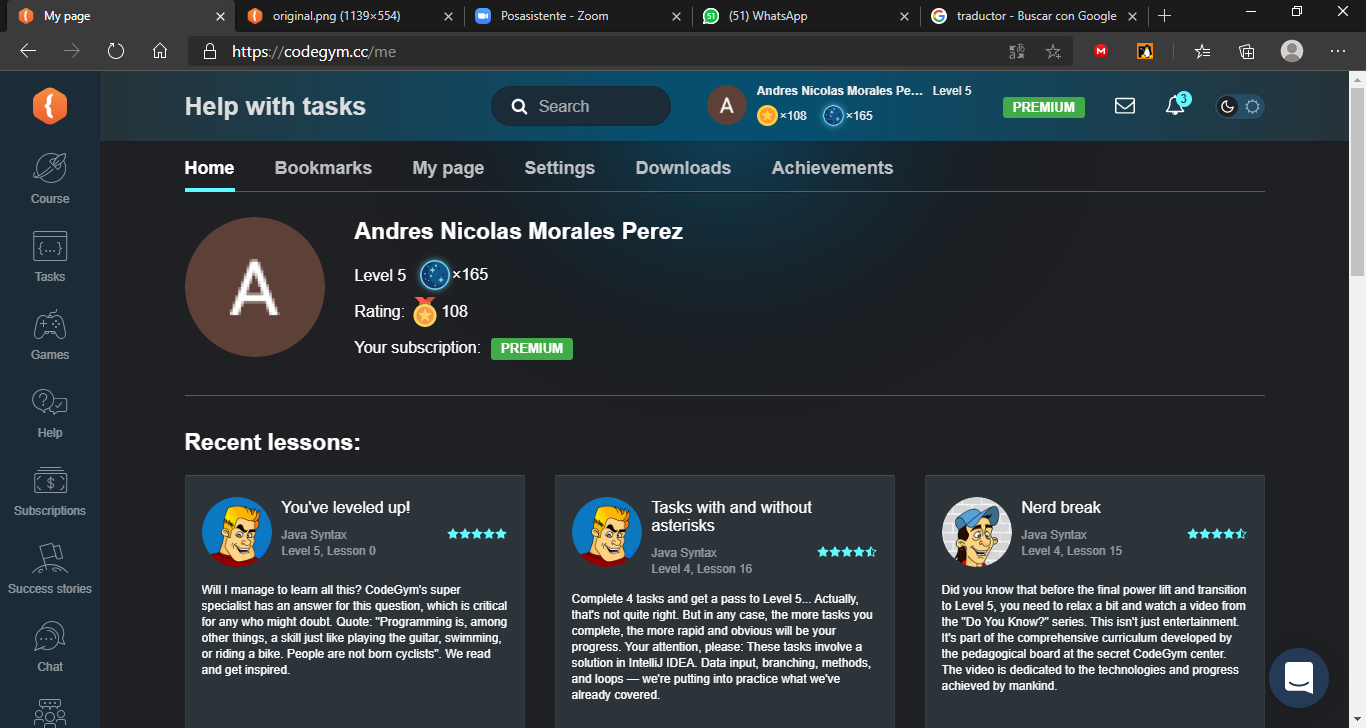 My page
original.png (1139×554)
Posasistente - Zoom
(51) WhatsApp
traductor - Buscar con Google
https://codegym.cc/me
Help with tasks
Search
A
Andres Nicolas Morales Pe...
Level 5
×108
×165
PREMIUM
3
Home
Bookmarks
My page
Settings
Downloads
Achievements
Course
Tasks
Games
Help
Subscriptions
Success stories
Chat
A
Andres Nicolas Morales Perez
Level 5 ×165
Rating: 108
Your subscription: PREMIUM
Recent lessons:
You've leveled up!
Java Syntax
Level 5, Lesson 0
Will I manage to learn all this? CodeGym's super
specialist has an answer for this question, which is critical
for any who might doubt. Quote: "Programming is, among
other things, a skill just like playing the guitar, swimming,
or riding a bike. People are not born cyclists". We read
and get inspired.
Tasks with and without
asterisks
Java Syntax
Level 4, Lesson 16
Complete 4 tasks and get a pass to Level 5... Actually,
that's not quite right. But in any case, the more tasks you
complete, the more rapid and obvious will be your
progress. Your attention, please: These tasks involve a
solution in IntelliJ IDEA. Data input, branching, methods,
and loops — we're putting into practice what we've
already covered.
Nerd break
Java Syntax
Level 4, Lesson 15
Did you know that before the final power lift and transition
to Level 5, you need to relax a bit and watch a video from
the "Do You Know?" series. This isn't just entertainment.
It's part of the comprehensive curriculum developed by
the pedagogical board at the secret CodeGym center.
The video is dedicated to the technologies and progress
achieved by mankind.